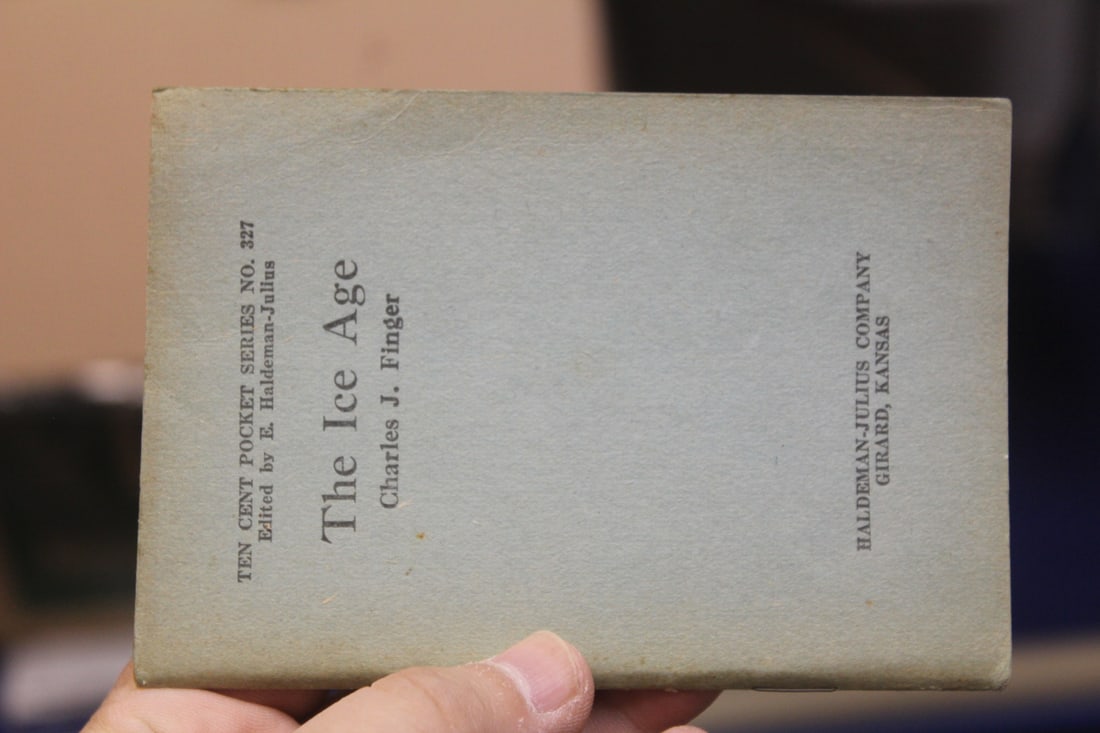 TEN CENT POCKET SERIES NO. 327
Edited by E. Haldeman-Julius
The Ice Age
Charles J. Finger
HALDEMAN-JULIUS COMPANY
GIRARD, KANSAS